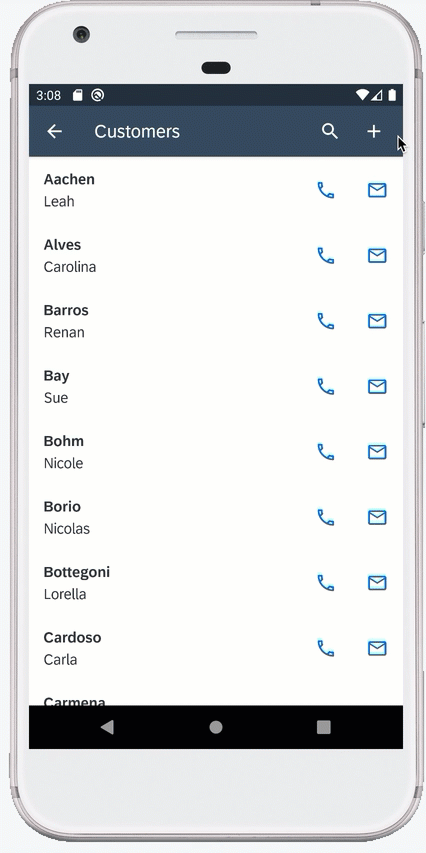 3:08
Customers
Aachen
Leah
Alves
Carolina
Barros
Renan
Bay
Sue
Bohm
Nicole
Borio
Nicolas
Bottegoni
Lorella
Cardoso
Carla
Carmena